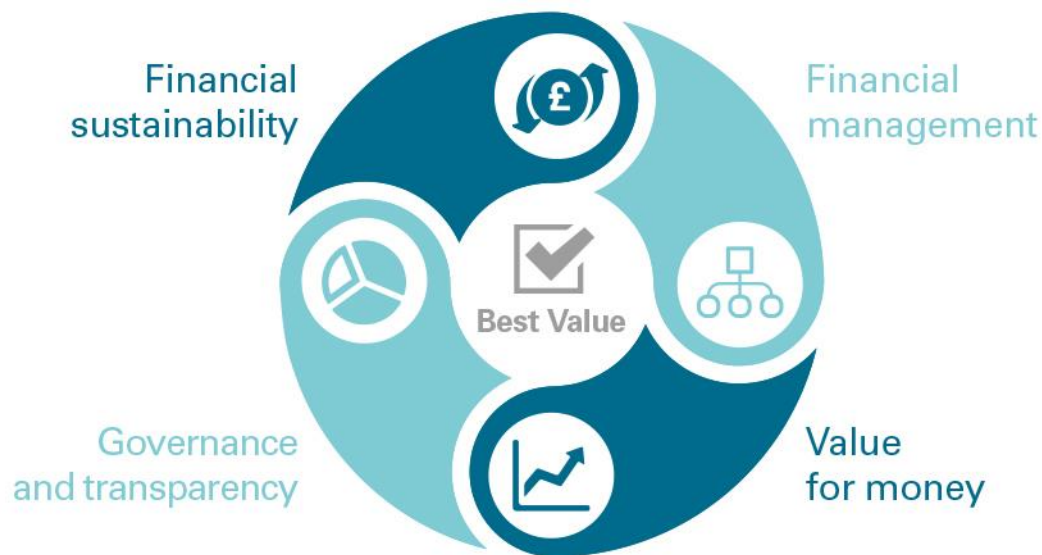 Financial
sustainability
£
Financial
management
Best Value
Governance
and transparency
Value
for money